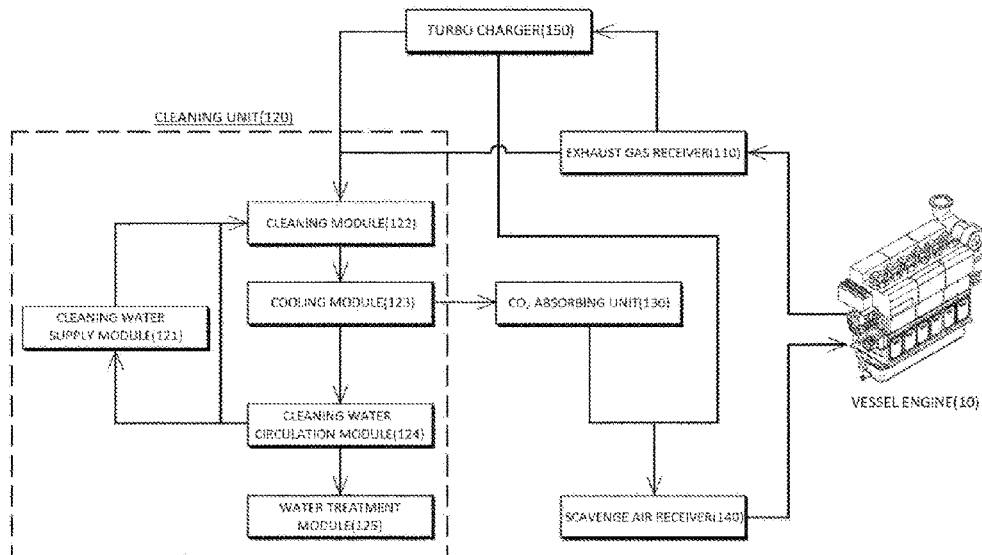 TURBO CHARGER(150)
CLEANING UNIT(120)
EXHAUST GAS RECEIVER(110)
CLEANING MODULE(122)
COOLING MODULE(123)
CO₂ ABSORBING UNIT(130)
CLEANING WATER
SUPPLY MODULE(121)
VESSEL ENGINE(10)
CLEANING WATER
CIRCULATION MODULE(124)
WATER TREATMENT
MODULE(125)
SCAVENGE AIR RECEIVER(140)